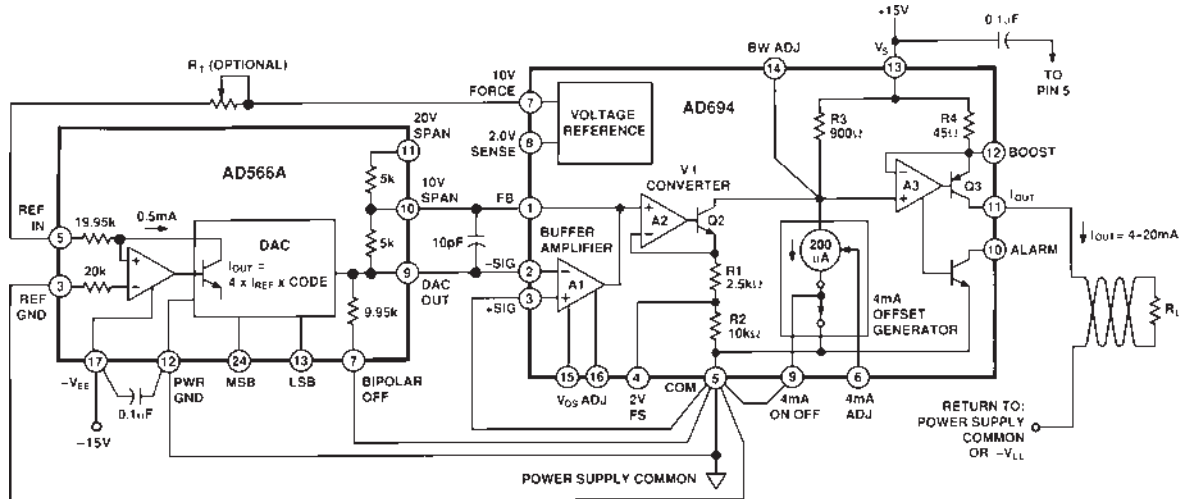 +15V
0.1uF
TO
PIN 5
BW ADJ
14
V_S
13
R_T (OPTIONAL)
10V
FORCE
7
VOLTAGE
REFERENCE
AD694
R3
900Ω
R4
45Ω
20V
SPAN
11
2.0V
SENSE
8
12
BOOST
AD566A
5k
10V
SPAN
V/I
CONVERTER
A3
Q3
I_OUT
11
REF
IN
19.95k
0.5mA
10
FB
1
A2
Q2
5
DAC
5k
10pF
BUFFER
AMPLIFIER
200
uA
10
ALARM
I_OUT = 4–20mA
I_OUT =
4 x I_REF x CODE
20k
3
REF
GND
9
DAC
OUT
–SIG
2
3
+SIG
A1
R1
2.5kΩ
R2
10kΩ
4mA
OFFSET
GENERATOR
R_L
9.95k
17
12
24
13
7
–V_EE
PWR
GND
MSB
LSB
BIPOLAR
OFF
15
16
4
5
9
6
V_OS ADJ
2V
FS
COM
4mA
ON OFF
4mA
ADJ
0.1uF
–15V
RETURN TO:
POWER SUPPLY
COMMON
OR –V_LL
POWER SUPPLY COMMON